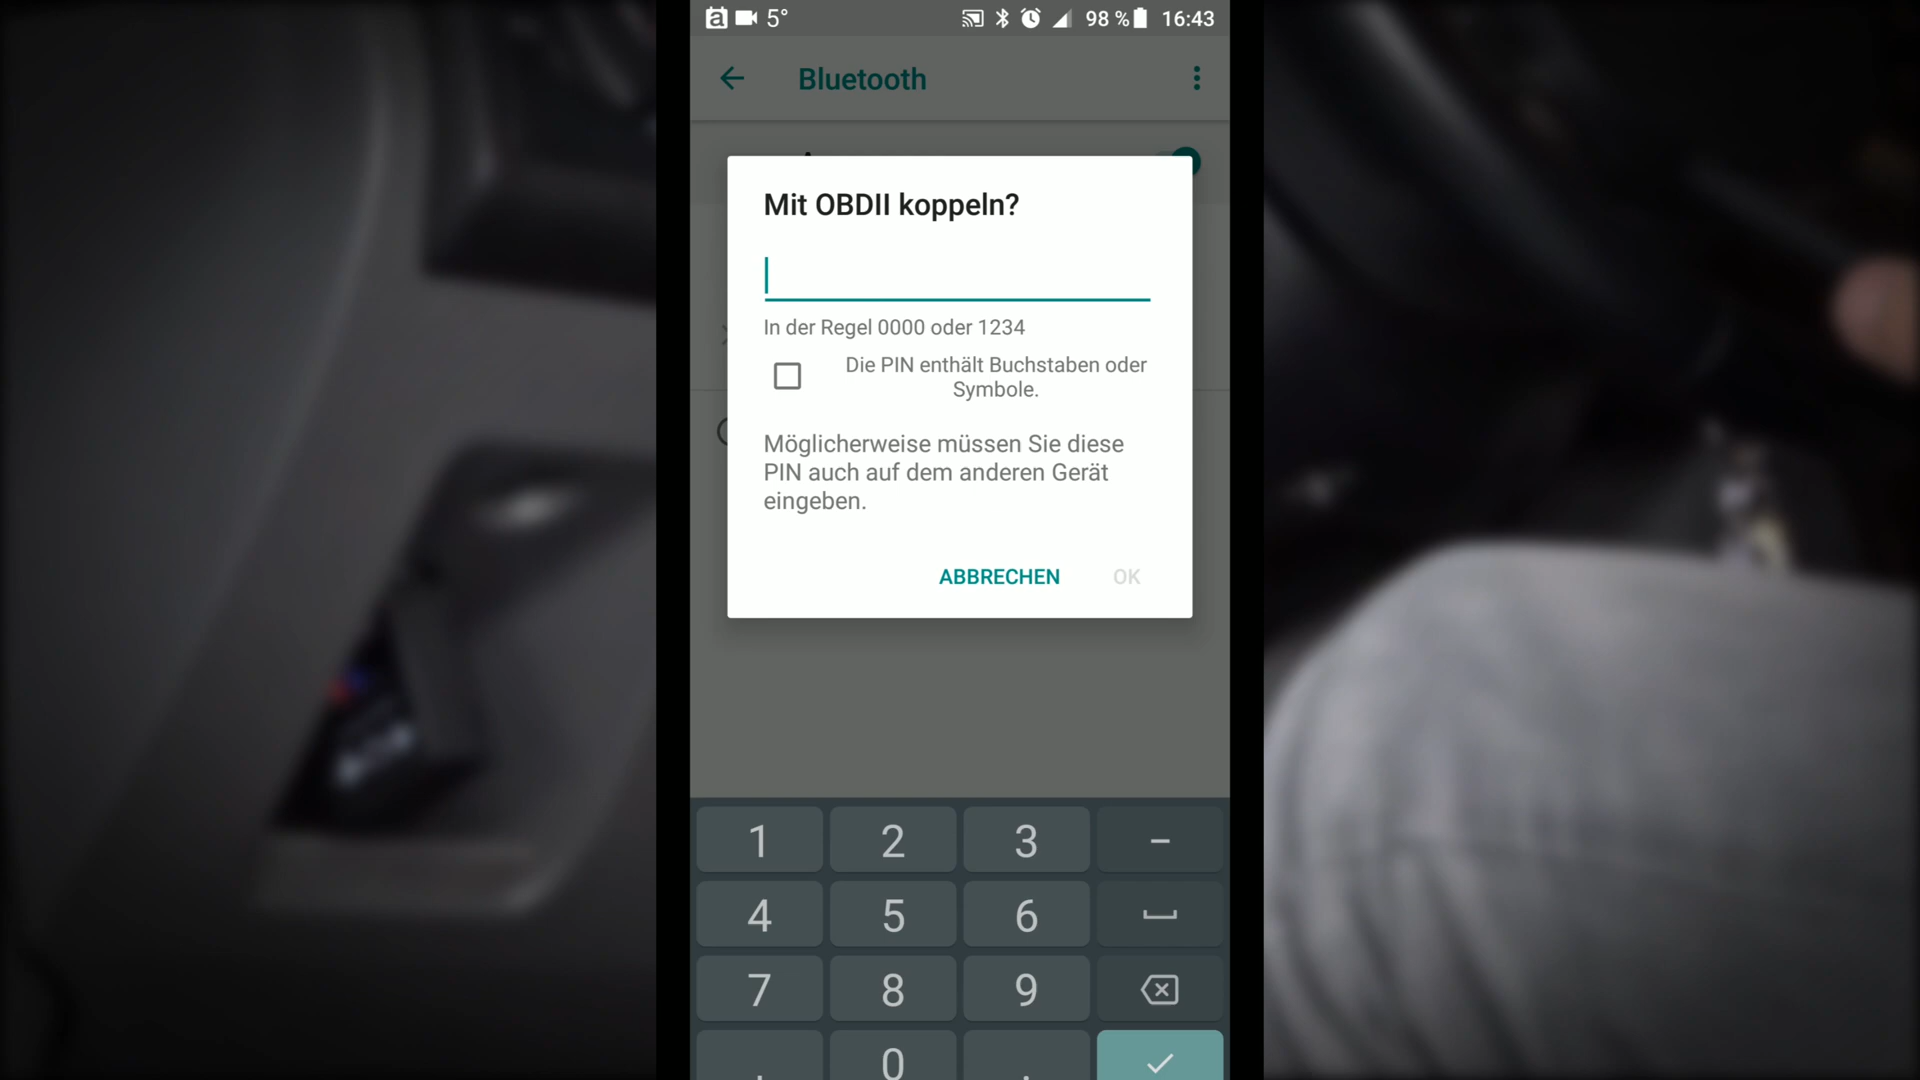 5° 98 % 16:43
Bluetooth
Mit OBDII koppeln?
In der Regel 0000 oder 1234
Die PIN enthält Buchstaben oder
Symbole.
Möglicherweise müssen Sie diese
PIN auch auf dem anderen Gerät
eingeben.
ABBRECHEN OK
1 2 3 -
4 5 6
7 8 9
, 0 .